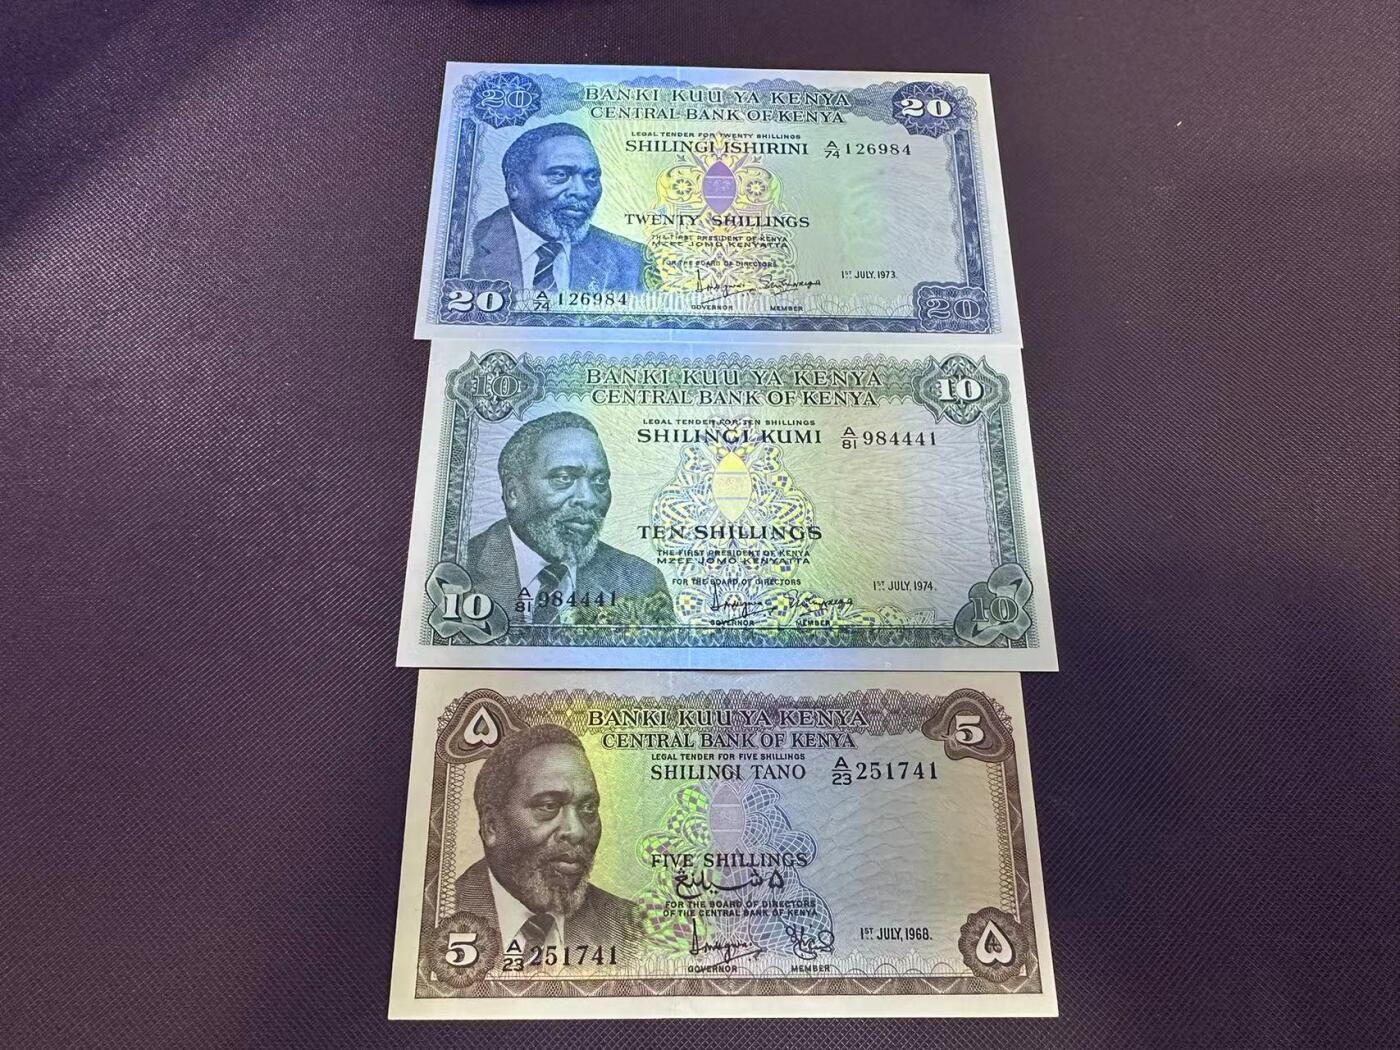 20
BANKI KUU YA KENYA
20
CENTRAL BANK OF KENYA
LEGAL TENDER FOR TWENTY SHILLINGS
SHILINGI ISHIRINI A/74 126984
TWENTY SHILLINGS
THE FIRST PRESIDENT OF KENYA
MZEE JOMO KENYATTA
FOR THE BOARD OF DIRECTORS
1ST JULY, 1973.
20 A/74 126984
GOVERNOR MEMBER
20
10
BANKI KUU YA KENYA
10
CENTRAL BANK OF KENYA
LEGAL TENDER FOR TEN SHILLINGS
SHILINGI KUMI A/81 984441
TEN SHILLINGS
THE FIRST PRESIDENT OF KENYA
MZEE JOMO KENYATTA
FOR THE BOARD OF DIRECTORS
1ST JULY, 1974.
10 A/81 984441
GOVERNOR MEMBER
10
۵
BANKI KUU YA KENYA
5
CENTRAL BANK OF KENYA
LEGAL TENDER FOR FIVE SHILLINGS
SHILINGI TANO A/23 251741
FIVE SHILLINGS
۵ شيلينغ
FOR THE BOARD OF DIRECTORS
OF THE CENTRAL BANK OF KENYA
1ST JULY, 1968.
5 A/23 251741
GOVERNOR MEMBER
۵